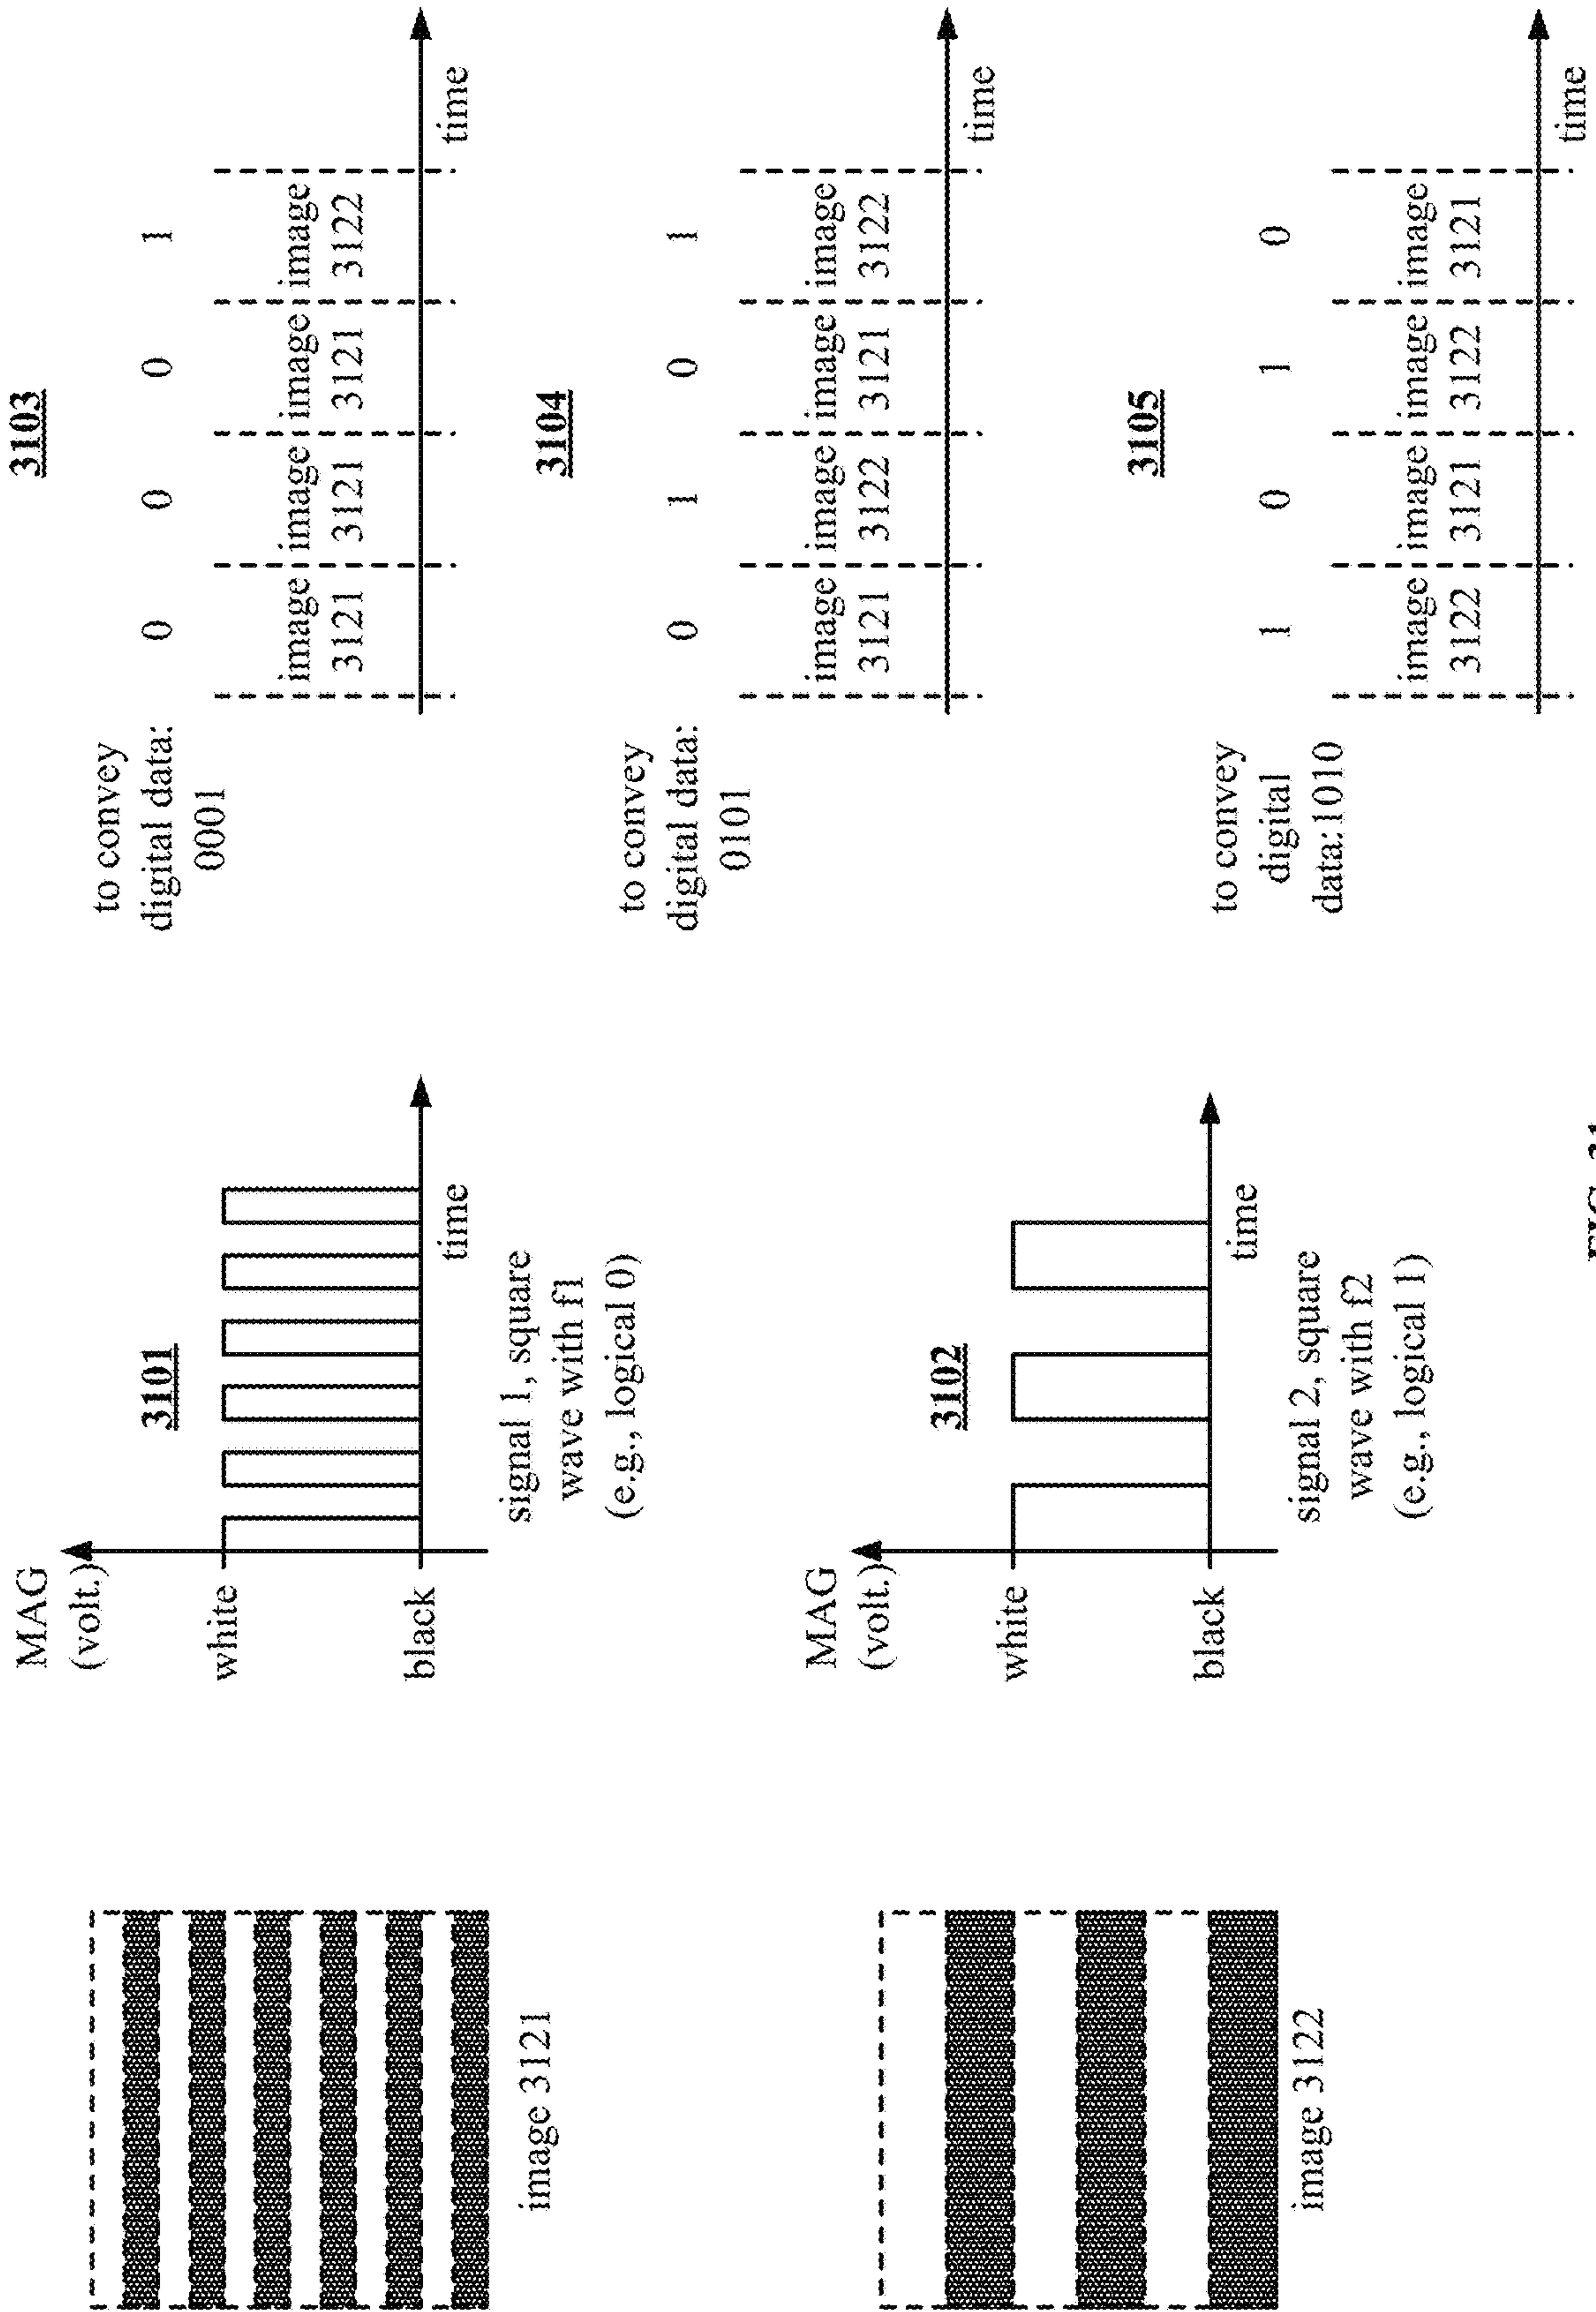 image 3121
MAG
(volt.)
white
black
3101
time
signal 1, square
wave with f1
(e.g., logical 0)
3103
to convey
digital data:
0001
0 0 0 1
image image image image
3121 3121 3121 3122
time
3104
to convey
digital data:
0101
0 1 0 1
image image image image
3121 3122 3121 3122
time
image 3122
MAG
(volt.)
white
black
3102
time
signal 2, square
wave with f2
(e.g., logical 1)
3105
to convey
digital
data:1010
1 0 1 0
image image image image
3122 3121 3122 3121
time